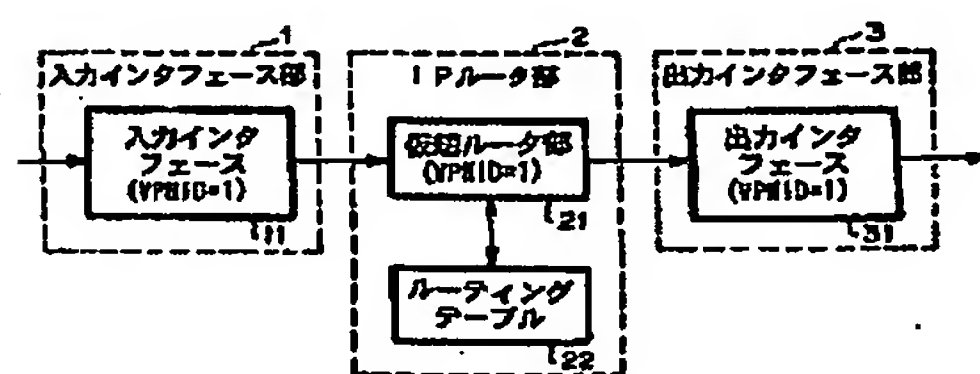 1
入力インタフェース部
入力インタ
フェース
(VPNID=1)
11
2
IPルータ部
仮想ルータ部
(VPNID=1)
21
ルーティング
テーブル
22
3
出力インタフェース部
出力インタ
フェース
(VPNID=1)
31